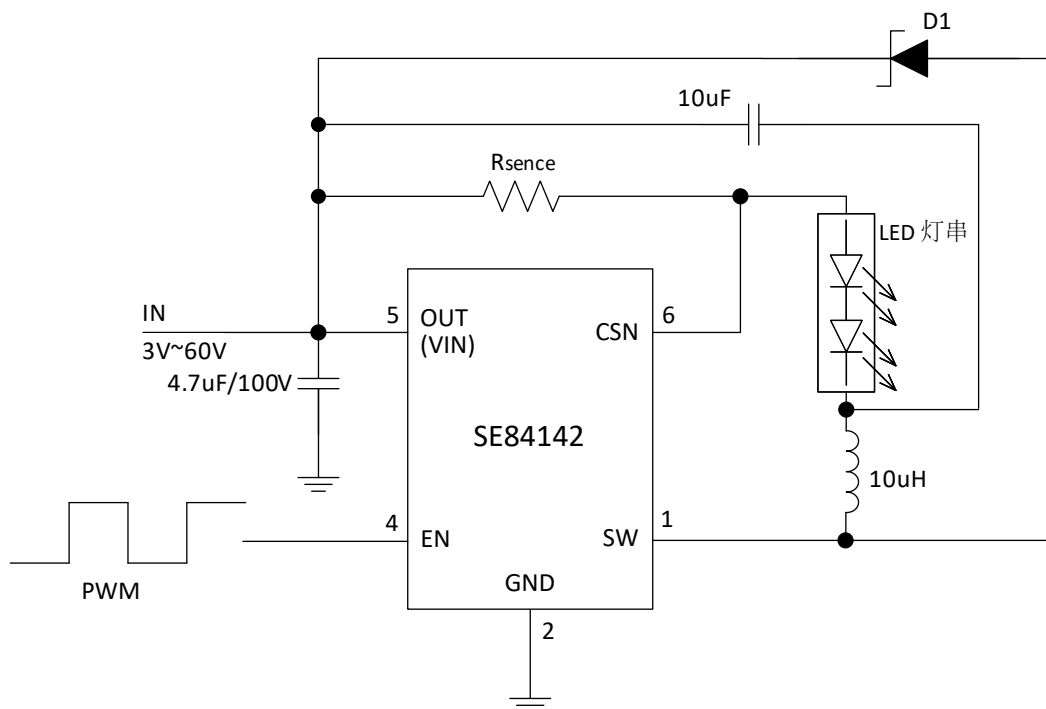 D1
10uF
Rsence
LED 灯串
IN
3V~60V
4.7uF/100V
5
OUT
(VIN)
CSN
6
SE84142
10uH
4
EN
SW
1
PWM
GND
2